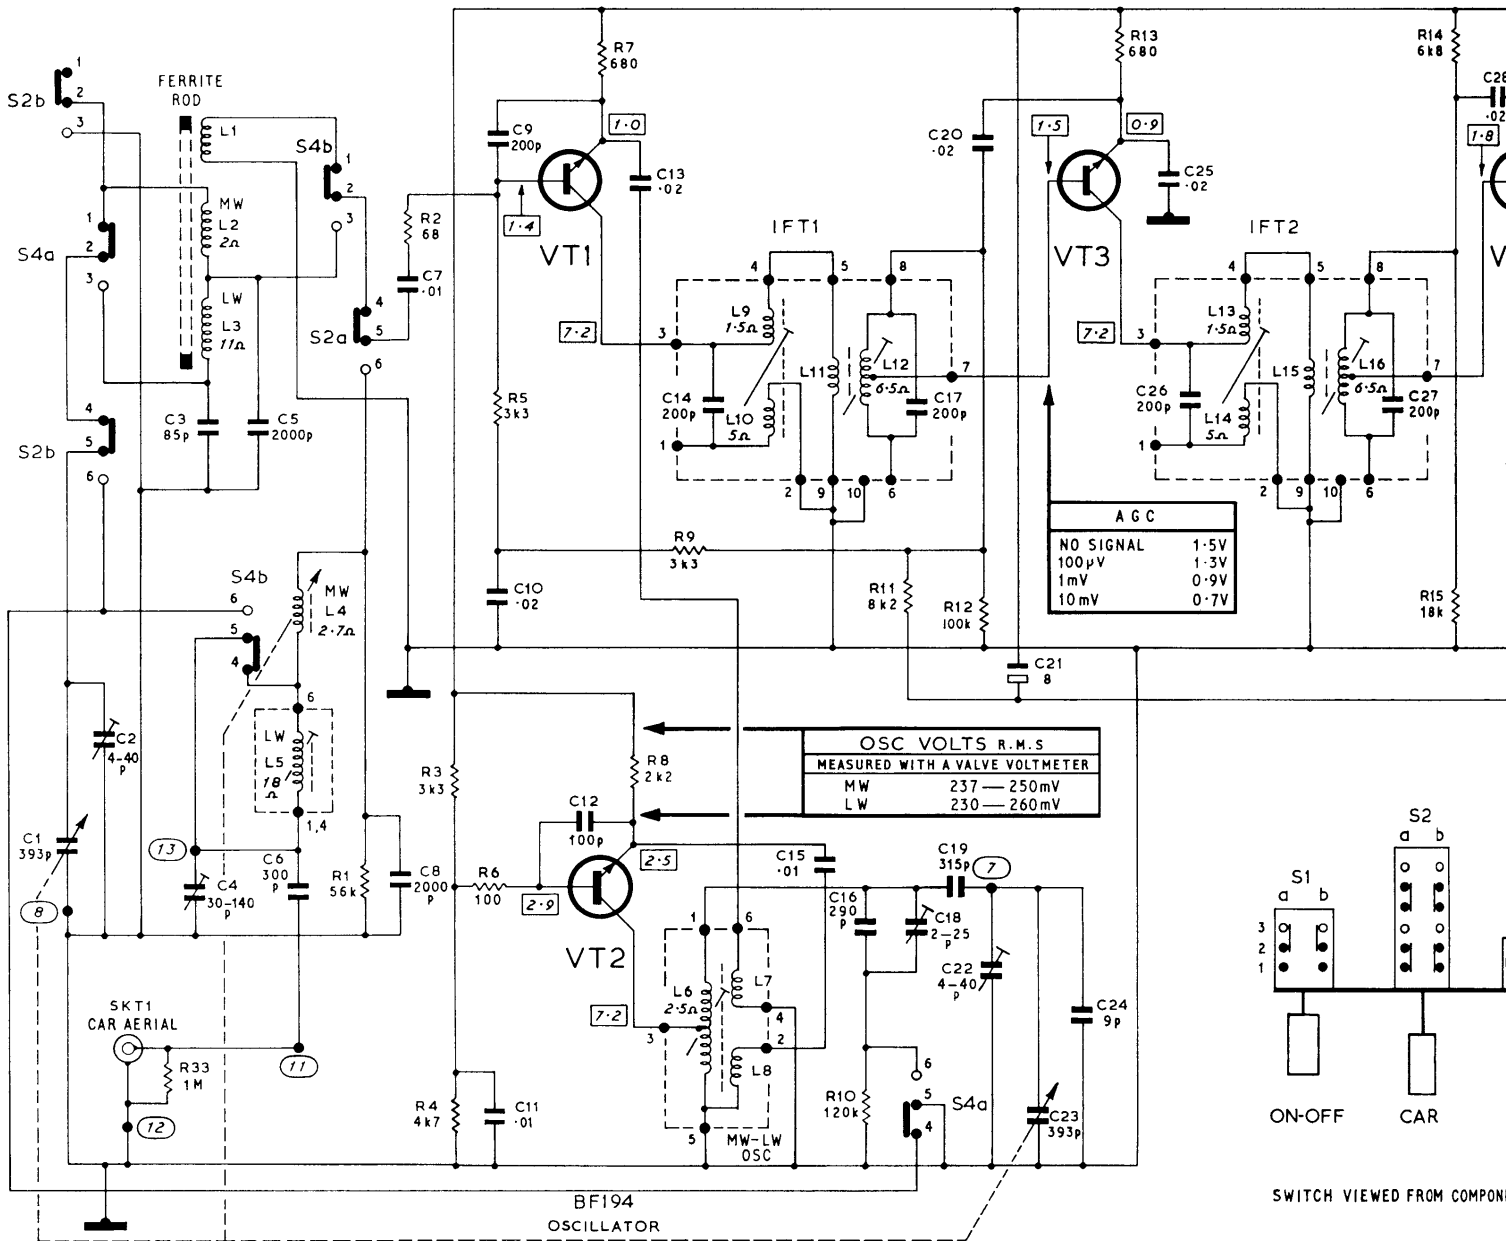 S2b
1
2
3
FERRITE
ROD
L1
S4b
1
2
3
MW
L2
2Ω
S4a
1
2
3
LW
L3
11Ω
S2a
4
5
6
R2
68
C7
·01
C3
85p
C5
2000p
S2b
4
5
6
R7
680
C9
200p
1·0
1·4
VT1
C13
·02
R5
3k3
7·2
IFT1
4
5
8
3
L9
1·5Ω
L11
L12
6·5Ω
7
C14
200p
L10
5Ω
C17
200p
1
2
9
10
6
C20
·02
R13
680
1·5
0·9
VT3
C25
·02
7·2
IFT2
4
5
8
3
L13
1·5Ω
L15
L16
6·5Ω
7
C26
200p
L14
5Ω
C27
200p
1
2
9
10
6
R14
6k8
C28
·02
1·8
V
AGC
NO SIGNAL 1·5V
100µV 1·3V
1mV 0·9V
10mV 0·7V
R9
3k3
C10
·02
R11
8k2
R12
100k
R15
18k
C21
8
S4b
6
5
4
MW
L4
2·7Ω
6
LW
L5
18
Ω
1,4
C2
4-40
p
C1
393p
8
13
C4
30-140
p
C6
300
p
R1
56k
C8
2000
p
SKT1
CAR AERIAL
R33
1M
11
12
R3
3k3
R8
2k2
C12
100p
R6
100
2·9
2·5
VT2
7·2
OSC VOLTS R.M.S
MEASURED WITH A VALVE VOLTMETER
MW 237 — 250mV
LW 230 — 260mV
C15
·01
C16
290
p
C19
315p
7
C18
2-25
p
C22
4-40
p
1
6
L6
2·5Ω
L7
4
3
2
L8
5
MW-LW
OSC
R4
4k7
C11
·01
R10
120k
6
5
4
S4a
C23
393p
C24
9p
BF194
OSCILLATOR
S1
a b
3
2
1
ON-OFF
S2
a b
CAR
SWITCH VIEWED FROM